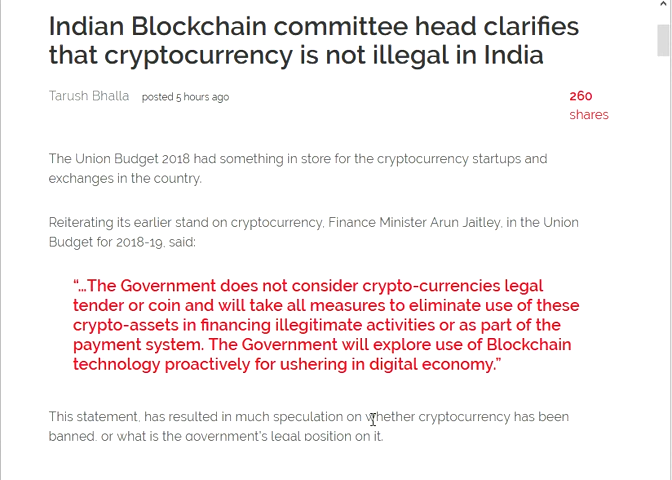 Indian Blockchain committee head clarifies
that cryptocurrency is not illegal in India
Tarush Bhalla posted 5 hours ago
260
shares
The Union Budget 2018 had something in store for the cryptocurrency startups and
exchanges in the country.
Reiterating its earlier stand on cryptocurrency, Finance Minister Arun Jaitley, in the Union
Budget for 2018-19, said:
“…The Government does not consider crypto-currencies legal
tender or coin and will take all measures to eliminate use of these
crypto-assets in financing illegitimate activities or as part of the
payment system. The Government will explore use of Blockchain
technology proactively for ushering in digital economy.”
This statement, has resulted in much speculation on whether cryptocurrency has been
banned, or what is the government's legal position on it.